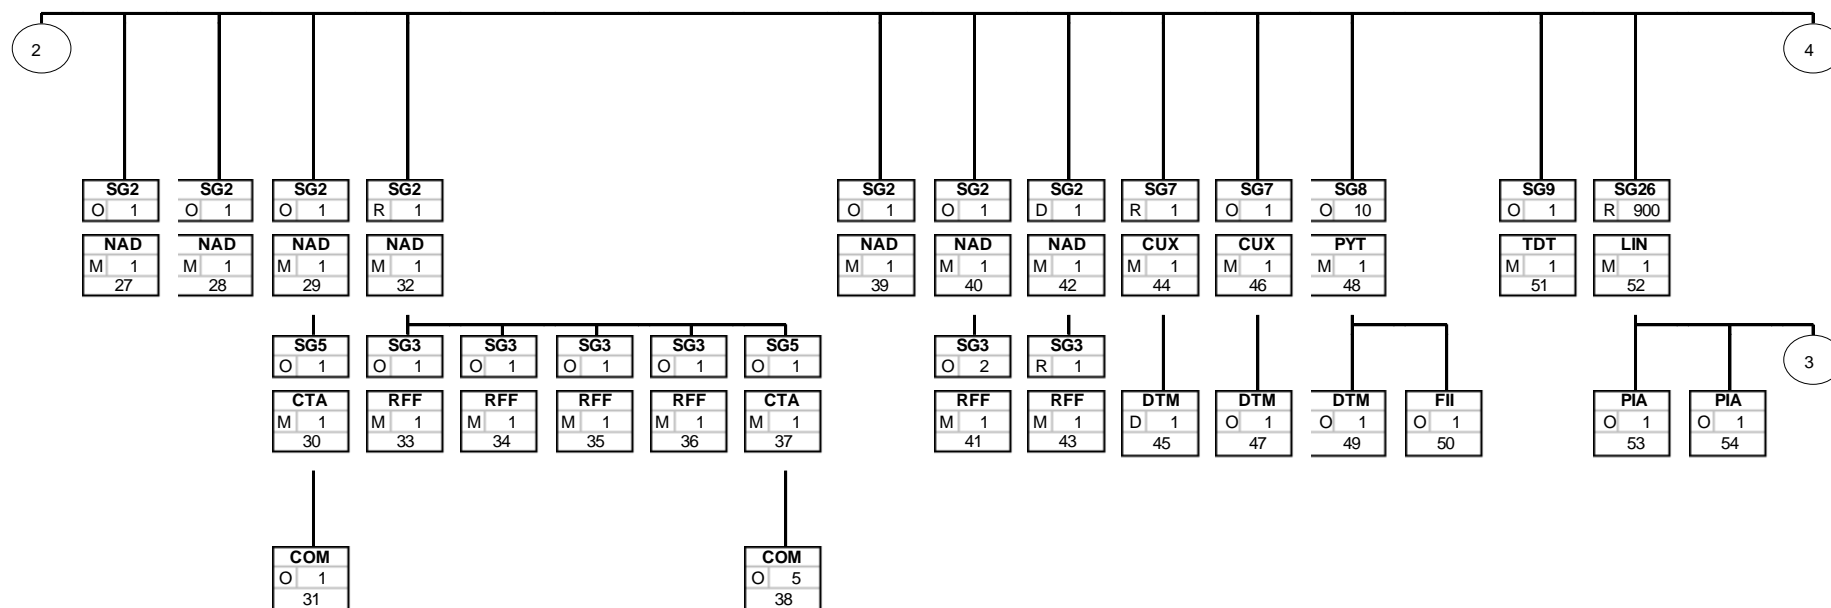 2
4
SG2 SG2 SG2 SG2 SG2 SG2 SG2 SG7 SG7 SG8 SG9 SG26
O 1 O 1 O 1 R 1 O 1 O 1 D 1 R 1 O 1 O 10 O 1 R 900
NAD NAD NAD NAD NAD NAD NAD CUX CUX PYT TDT LIN
M 1 M 1 M 1 M 1 M 1 M 1 M 1 M 1 M 1 M 1 M 1 M 1
27 28 29 32 39 40 42 44 46 48 51 52
SG5 SG3 SG3 SG3 SG3 SG5 SG3 SG3
O 1 O 1 O 1 O 1 O 1 O 1 O 2 R 1
3
CTA RFF RFF RFF RFF CTA RFF RFF DTM DTM DTM FII PIA PIA
M 1 M 1 M 1 M 1 M 1 M 1 M 1 M 1 D 1 O 1 O 1 O 1 O 1 O 1
30 33 34 35 36 37 41 43 45 47 49 50 53 54
COM COM
O 1 O 5
31 38